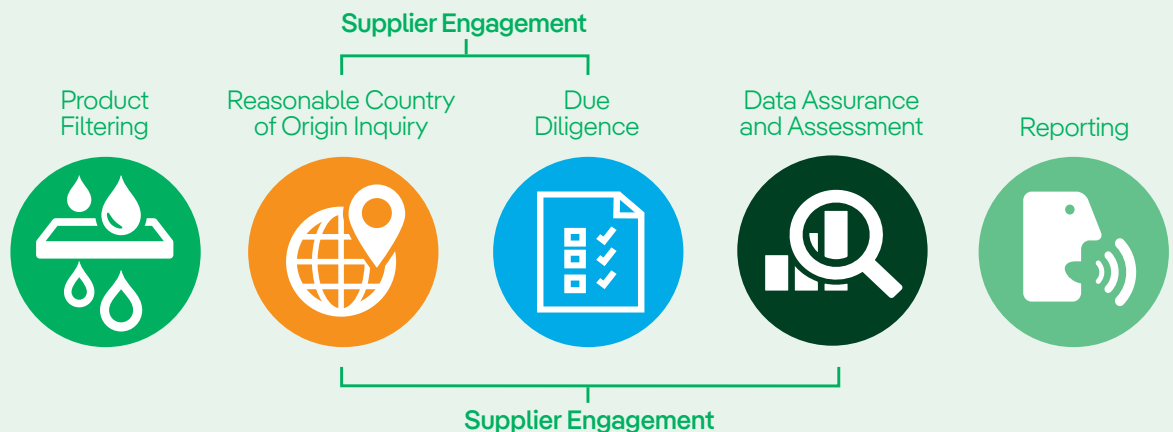 Supplier Engagement
Product
Filtering
Reasonable Country
of Origin Inquiry
Due
Diligence
Data Assurance
and Assessment
Reporting
Supplier Engagement